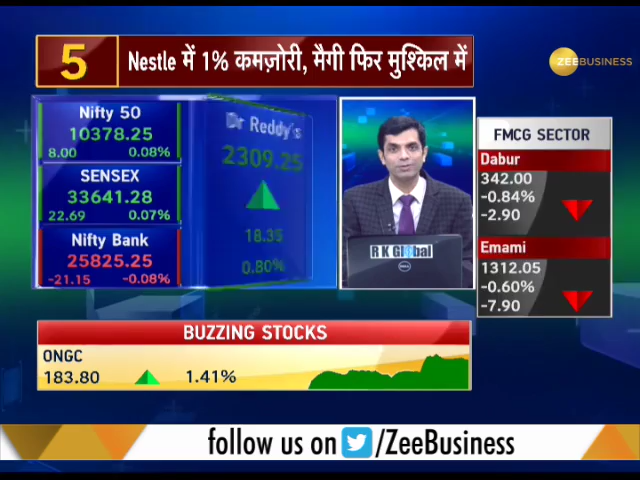 5
Nestle में 1% कमज़ोरी, मैगी फिर मुश्किल में
ZEEBUSINESS
Nifty 50
10378.25
8.00 0.08%
SENSEX
33641.28
22.69 0.07%
Nifty Bank
25825.25
-21.15 -0.08%
Dr Reddy's
2309.25
18.35
0.80%
R K Global
DELL
FMCG SECTOR
Dabur
342.00
-0.84%
-2.90
Emami
1312.05
-0.60%
-7.90
BUZZING STOCKS
ONGC
183.80 1.41%
follow us on /ZeeBusiness